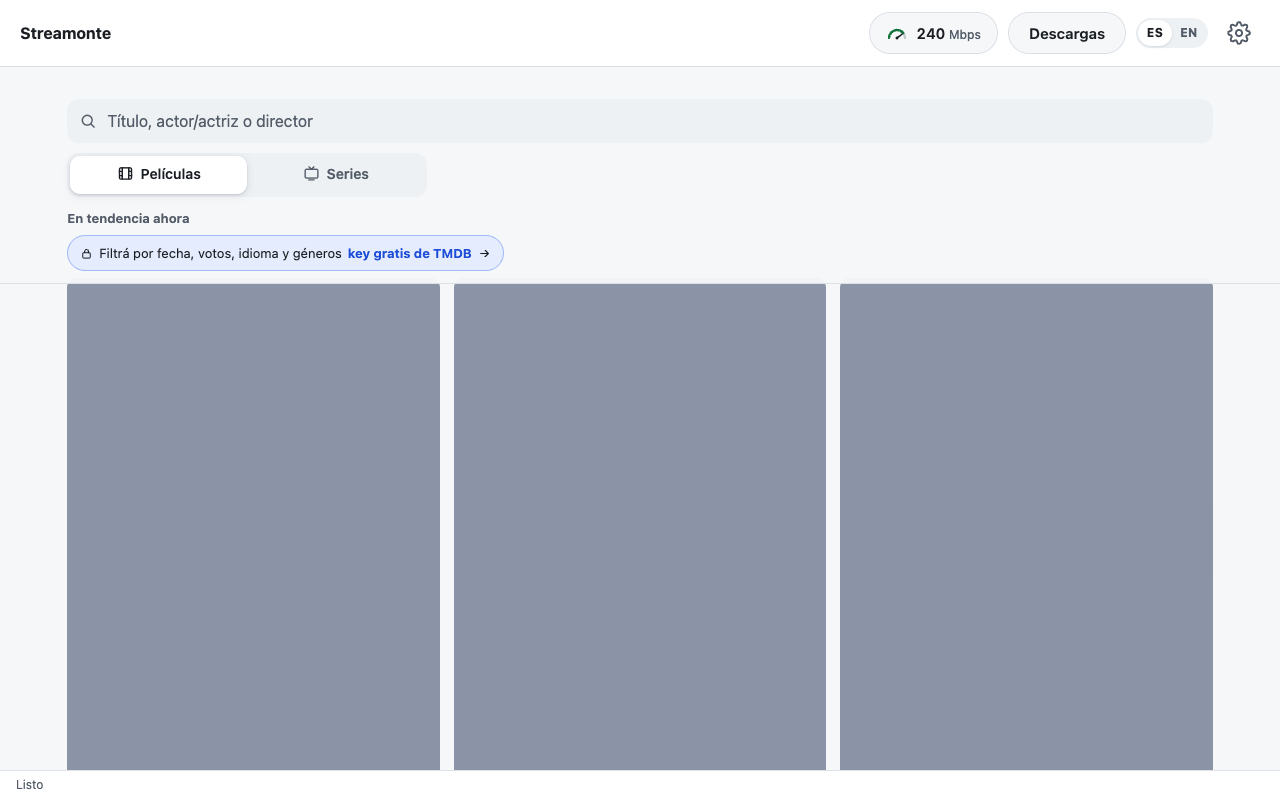 Streamonte
240 Mbps
Descargas
ES EN
Título, actor/actriz o director
Películas
Series
En tendencia ahora
Filtrá por fecha, votos, idioma y géneros key gratis de TMDB →
Listo